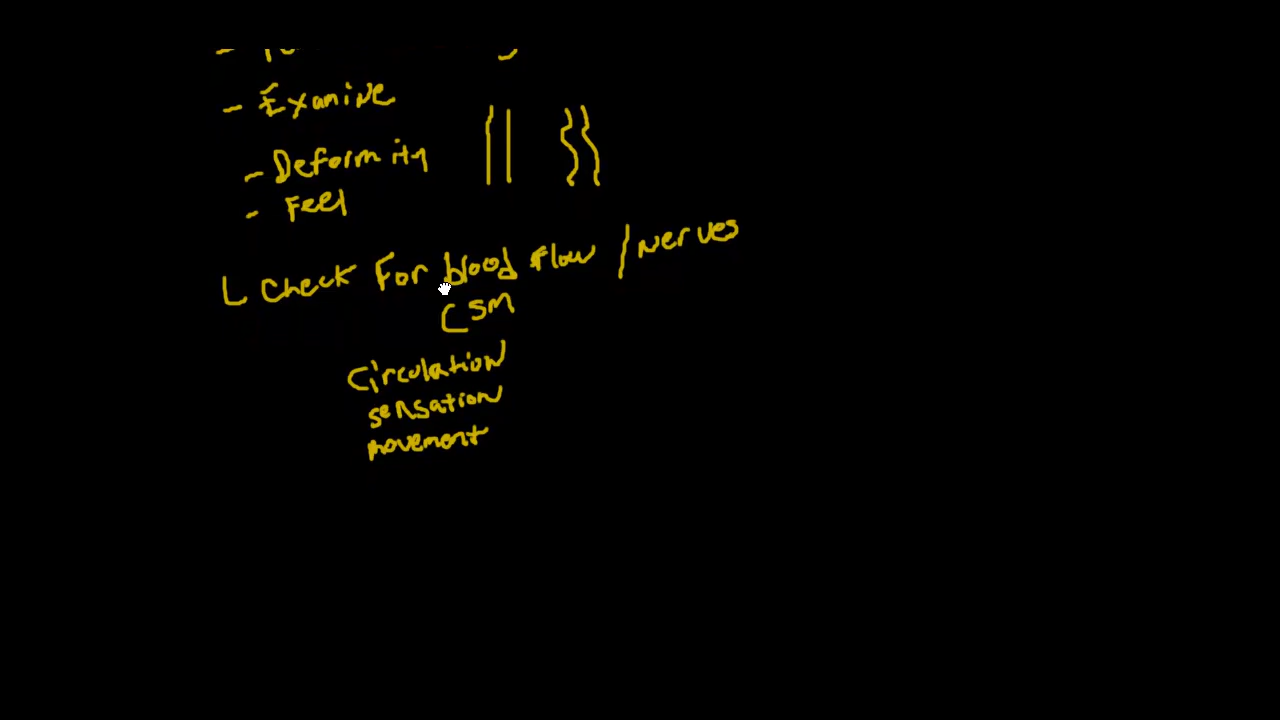 - Examine
- Deformity
- Feel
L Check For blood flow / nerves
CSM
Circulation
sensation
movement